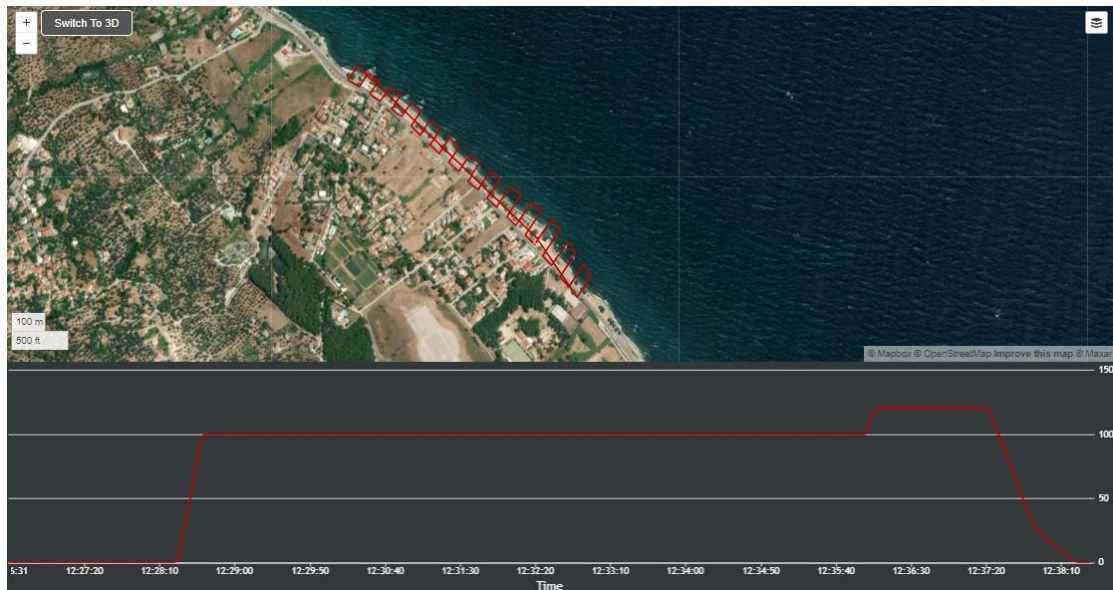 +
Switch To 3D
−
100 m
500 ft
© Mapbox © OpenStreetMap Improve this map © Maxar
150
100
50
0
6:31 12:27:20 12:28:10 12:29:00 12:29:50 12:30:40 12:31:30 12:32:20 12:33:10 12:34:00 12:34:50 12:35:40 12:36:30 12:37:20 12:38:10
Time